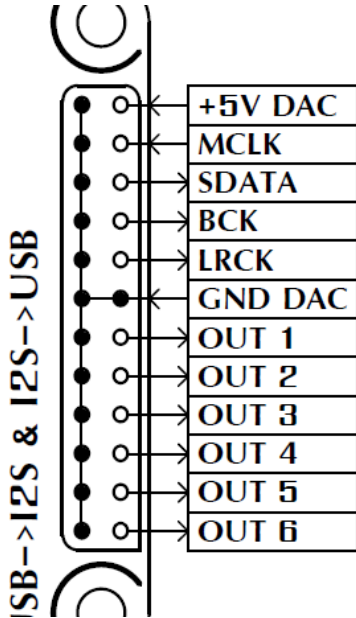 +5V DAC
MCLK
SDATA
BCK
LRCK
GND DAC
OUT 1
OUT 2
OUT 3
OUT 4
OUT 5
OUT 6
USB->I2S & I2S->USB